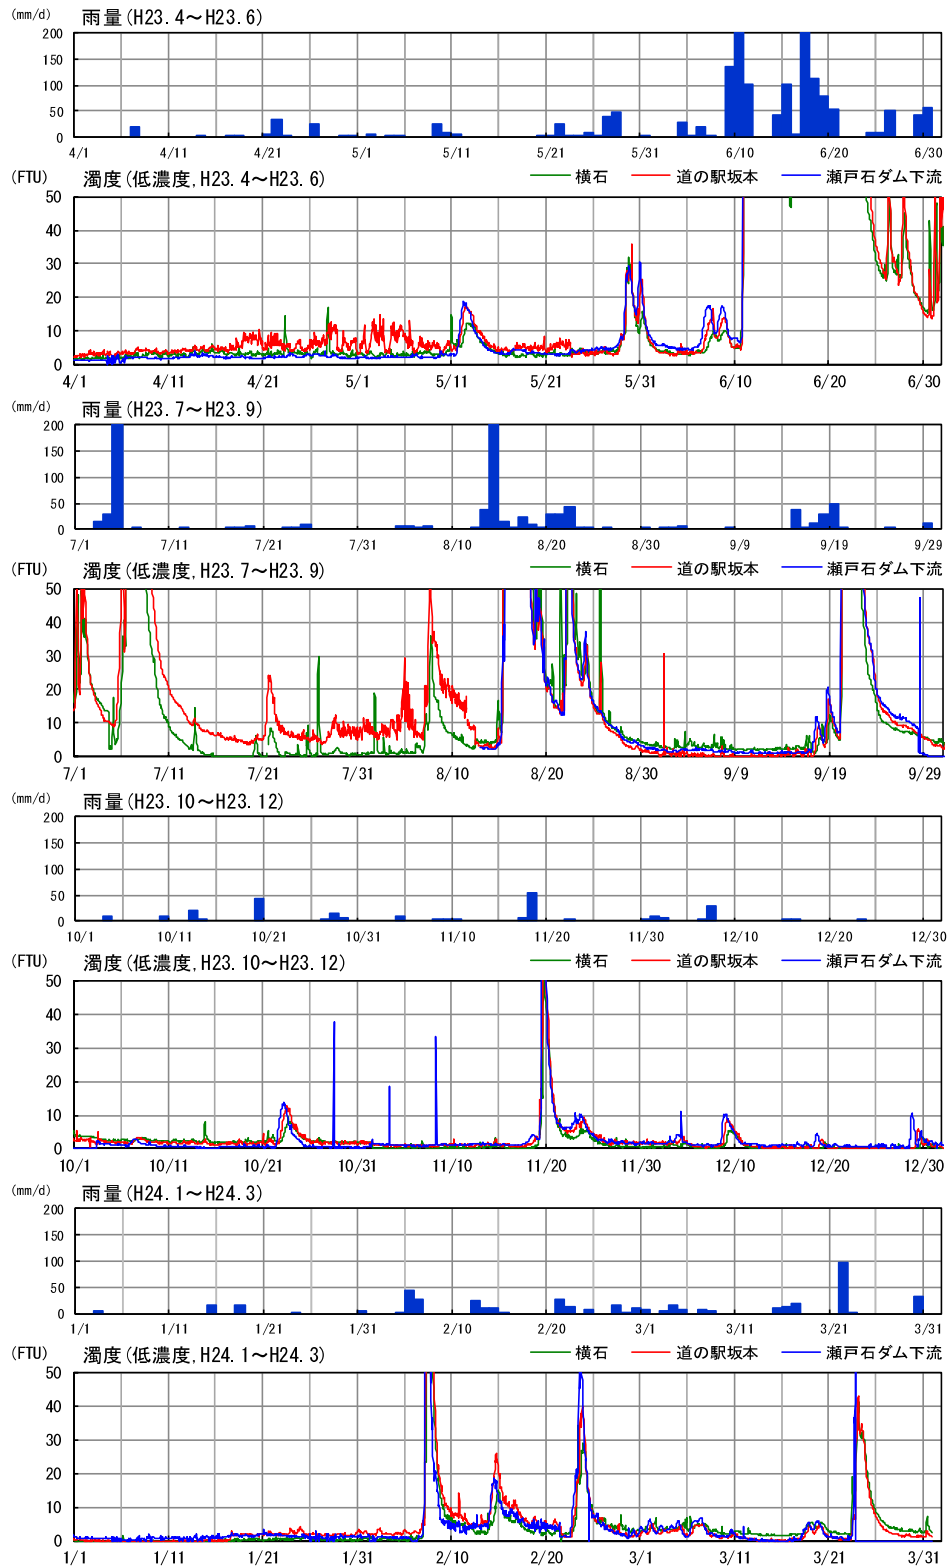 (mm/d) 雨量(H23.4～H23.6)
200
150
100
50
0
4/1 4/11 4/21 5/1 5/11 5/21 5/31 6/10 6/20 6/30
(FTU) 濁度(低濃度,H23.4～H23.6) 横石 道の駅坂本 瀬戸石ダム下流
50
40
30
20
10
0
4/1 4/11 4/21 5/1 5/11 5/21 5/31 6/10 6/20 6/30
(mm/d) 雨量(H23.7～H23.9)
200
150
100
50
0
7/1 7/11 7/21 7/31 8/10 8/20 8/30 9/9 9/19 9/29
(FTU) 濁度(低濃度,H23.7～H23.9) 横石 道の駅坂本 瀬戸石ダム下流
50
40
30
20
10
0
7/1 7/11 7/21 7/31 8/10 8/20 8/30 9/9 9/19 9/29
(mm/d) 雨量(H23.10～H23.12)
200
150
100
50
0
10/1 10/11 10/21 10/31 11/10 11/20 11/30 12/10 12/20 12/30
(FTU) 濁度(低濃度,H23.10～H23.12) 横石 道の駅坂本 瀬戸石ダム下流
50
40
30
20
10
0
10/1 10/11 10/21 10/31 11/10 11/20 11/30 12/10 12/20 12/30
(mm/d) 雨量(H24.1～H24.3)
200
150
100
50
0
1/1 1/11 1/21 1/31 2/10 2/20 3/1 3/11 3/21 3/31
(FTU) 濁度(低濃度,H24.1～H24.3) 横石 道の駅坂本 瀬戸石ダム下流
50
40
30
20
10
0
1/1 1/11 1/21 1/31 2/10 2/20 3/1 3/11 3/21 3/31